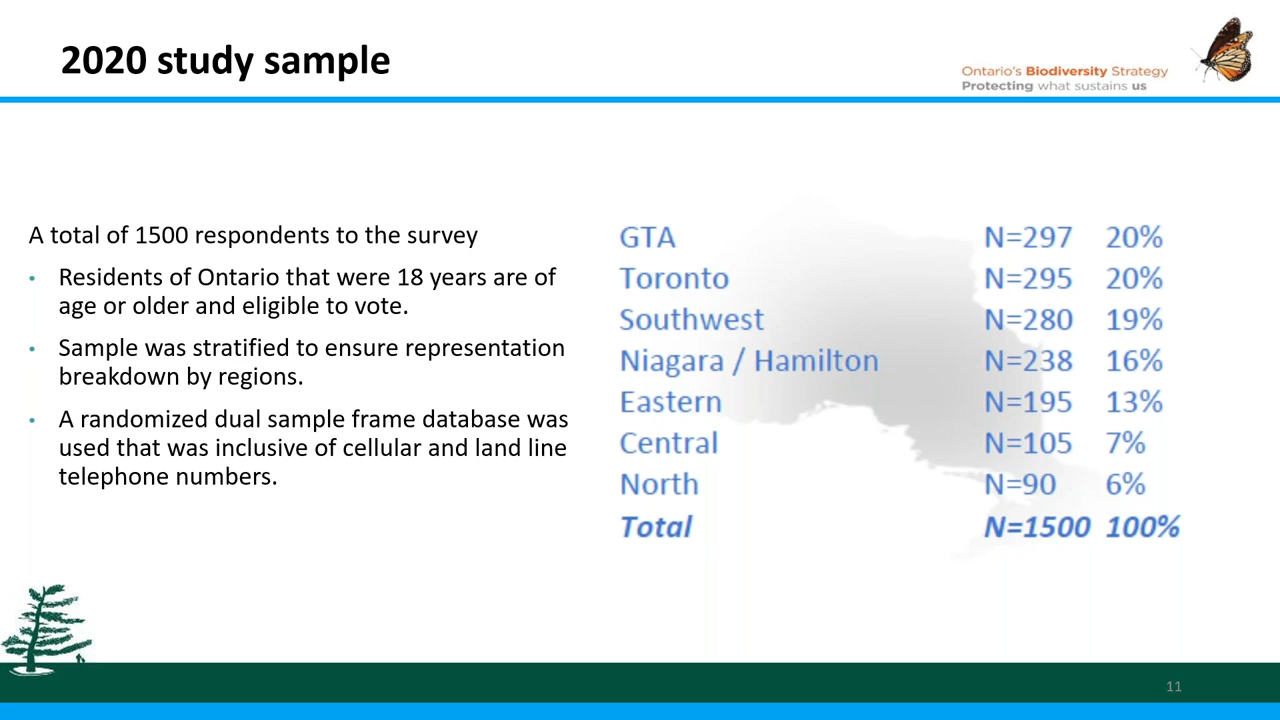 2020 study sample
Ontario's Biodiversity Strategy
Protecting what sustains us
A total of 1500 respondents to the survey
• Residents of Ontario that were 18 years are of
age or older and eligible to vote.
• Sample was stratified to ensure representation
breakdown by regions.
• A randomized dual sample frame database was
used that was inclusive of cellular and land line
telephone numbers.
GTA N=297 20%
Toronto N=295 20%
Southwest N=280 19%
Niagara / Hamilton N=238 16%
Eastern N=195 13%
Central N=105 7%
North N=90 6%
Total N=1500 100%
11